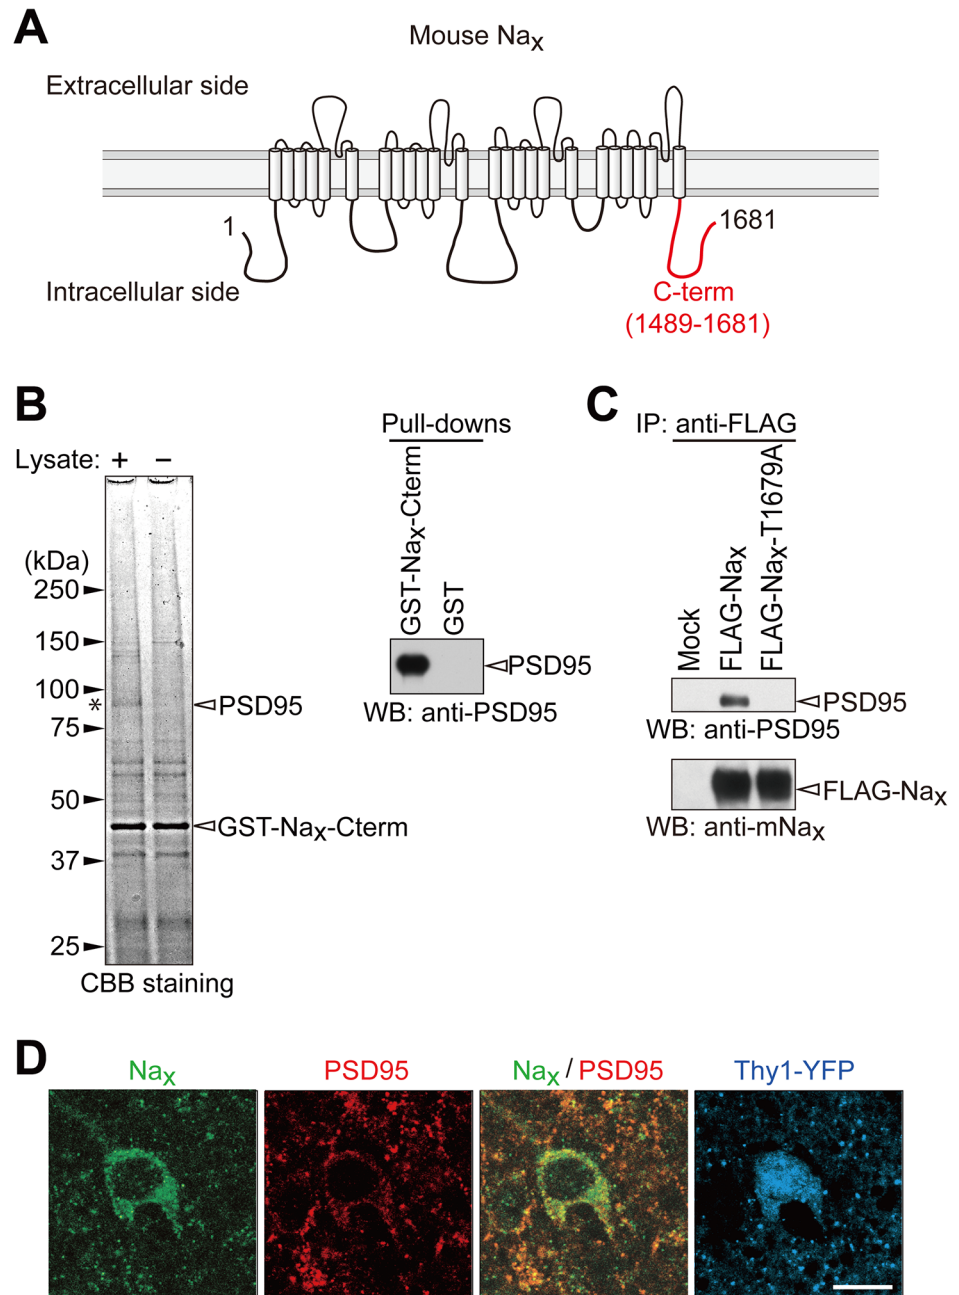 A
Mouse Nax
Extracellular side
1
1681
Intracellular side
C-term
(1489-1681)
B
Lysate: + −
(kDa)
250
150
100
*
75
50
37
25
PSD95
GST-Nax-Cterm
CBB staining
Pull-downs
GST-Nax-Cterm
GST
PSD95
WB: anti-PSD95
C
IP: anti-FLAG
Mock
FLAG-Nax
FLAG-Nax-T1679A
PSD95
WB: anti-PSD95
FLAG-Nax
WB: anti-mNax
D
Nax PSD95 Nax / PSD95 Thy1-YFP